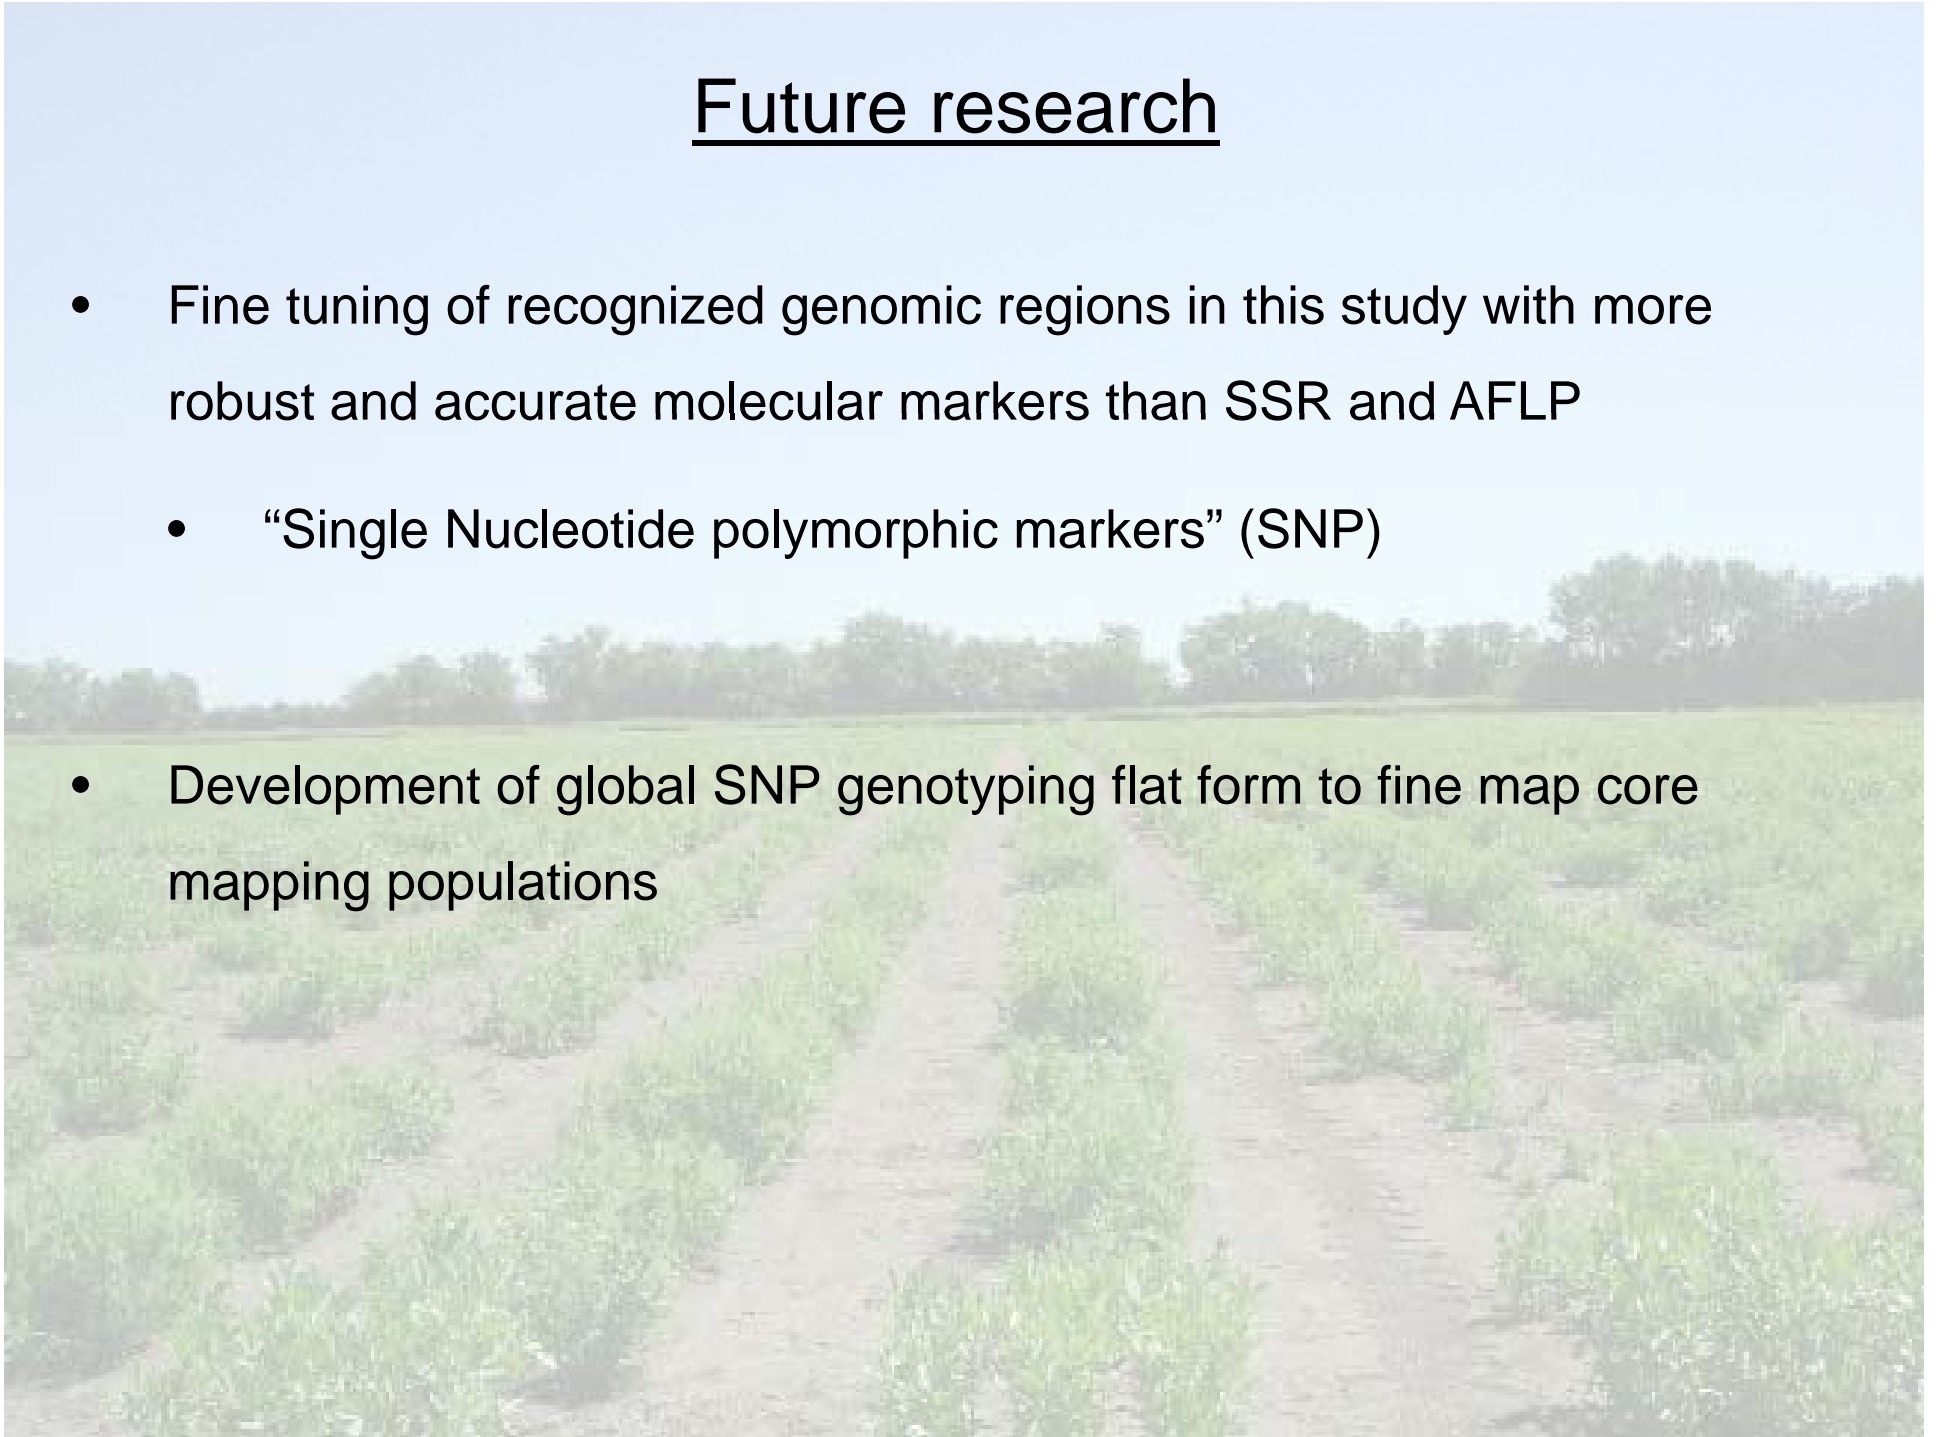 Future research
• Fine tuning of recognized genomic regions in this study with more
robust and accurate molecular markers than SSR and AFLP
• “Single Nucleotide polymorphic markers” (SNP)
• Development of global SNP genotyping flat form to fine map core
mapping populations